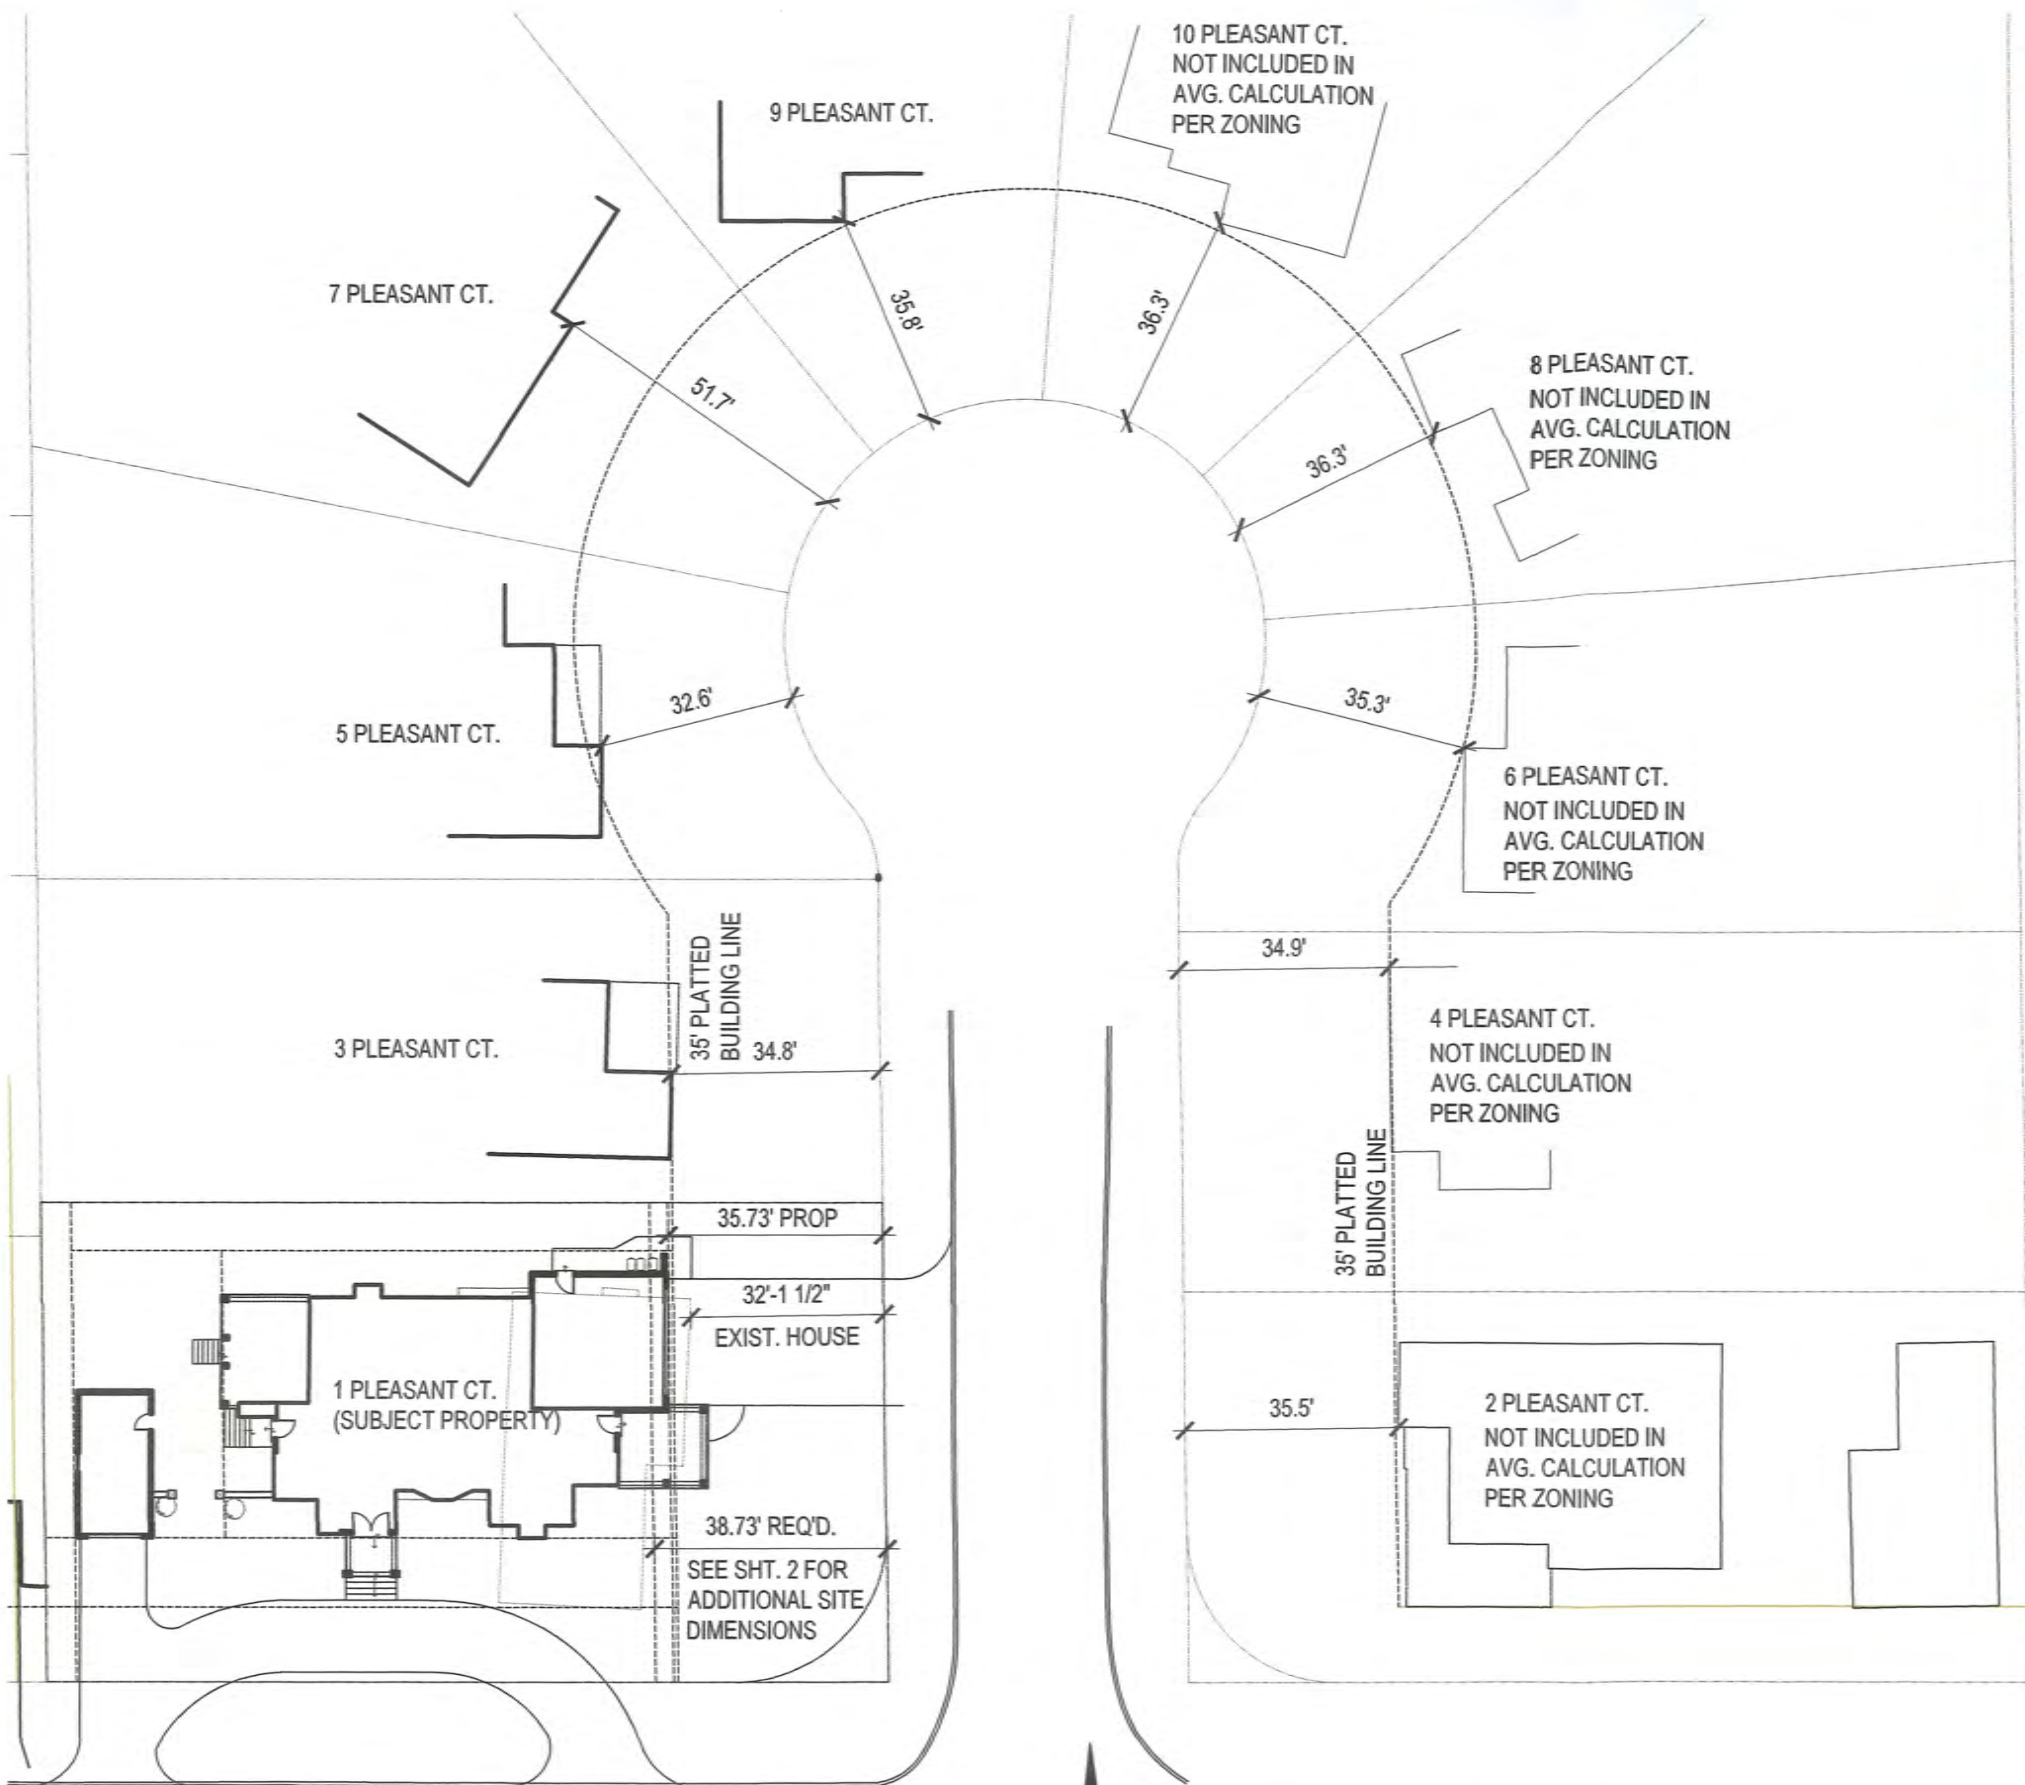 10 PLEASANT CT.
NOT INCLUDED IN
AVG. CALCULATION
PER ZONING
9 PLEASANT CT.
7 PLEASANT CT.
35.8'
36.3'
51.7'
8 PLEASANT CT.
NOT INCLUDED IN
AVG. CALCULATION
PER ZONING
36.3'
32.6'
35.3'
5 PLEASANT CT.
6 PLEASANT CT.
NOT INCLUDED IN
AVG. CALCULATION
PER ZONING
35' PLATTED
BUILDING LINE
34.9'
3 PLEASANT CT.
34.8'
4 PLEASANT CT.
NOT INCLUDED IN
AVG. CALCULATION
PER ZONING
35' PLATTED
BUILDING LINE
35.73' PROP
32'-1 1/2"
EXIST. HOUSE
1 PLEASANT CT.
(SUBJECT PROPERTY)
35.5'
2 PLEASANT CT.
NOT INCLUDED IN
AVG. CALCULATION
PER ZONING
38.73' REQ'D.
SEE SHT. 2 FOR
ADDITIONAL SITE
DIMENSIONS